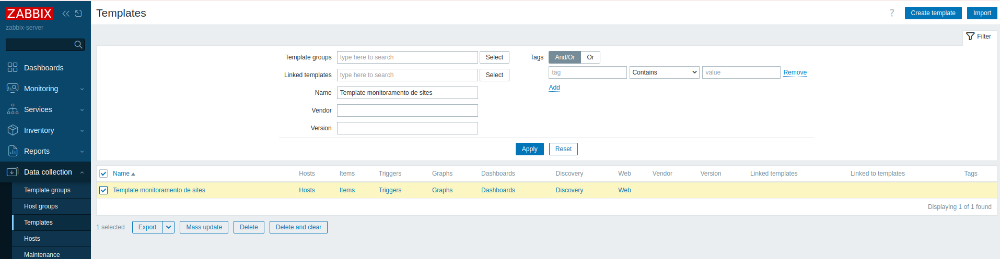 ZABBIX
zabbix-server
Dashboards
Monitoring
Services
Inventory
Reports
Data collection
Template groups
Host groups
Templates
Hosts
Maintenance
Templates
? Create template Import
Filter
Template groups type here to search Select
Linked templates type here to search Select
Name Template monitoramento de sites
Vendor
Version
Tags And/Or Or
tag Contains value Remove
Add
Apply Reset
Name Hosts Items Triggers Graphs Dashboards Discovery Web Vendor Version Linked templates Linked to templates Tags
Template monitoramento de sites Hosts Items Triggers Graphs Dashboards Discovery Web
Displaying 1 of 1 found
1 selected Export Mass update Delete Delete and clear